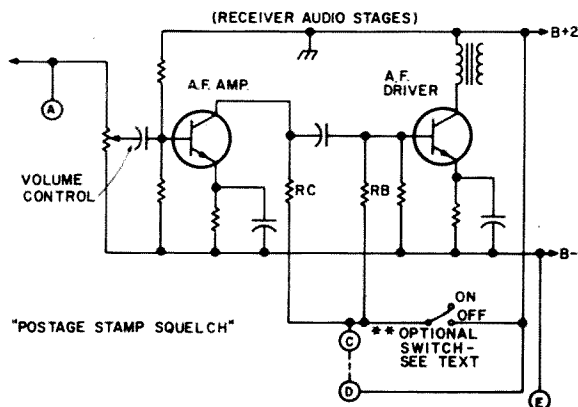 (RECEIVER AUDIO STAGES)
B+2
A
A.F. AMP.
A.F.
DRIVER
VOLUME
CONTROL
RC
RB
B-
"POSTAGE STAMP SQUELCH"
ON
OFF
** OPTIONAL
SWITCH-
SEE TEXT
C
D
E